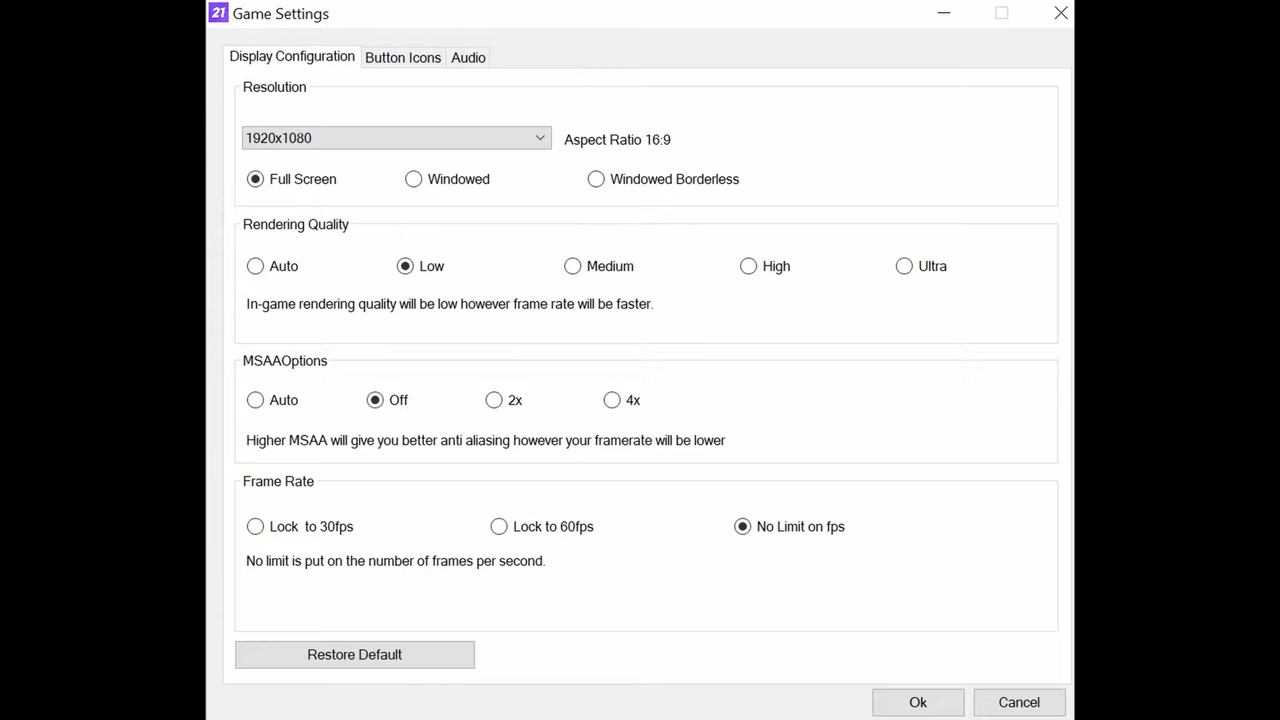 21 Game Settings
Display Configuration Button Icons Audio
Resolution
1920x1080 Aspect Ratio 16:9
Full Screen Windowed Windowed Borderless
Rendering Quality
Auto Low Medium High Ultra
In-game rendering quality will be low however frame rate will be faster.
MSAAOptions
Auto Off 2x 4x
Higher MSAA will give you better anti aliasing however your framerate will be lower
Frame Rate
Lock to 30fps Lock to 60fps No Limit on fps
No limit is put on the number of frames per second.
Restore Default
Ok Cancel